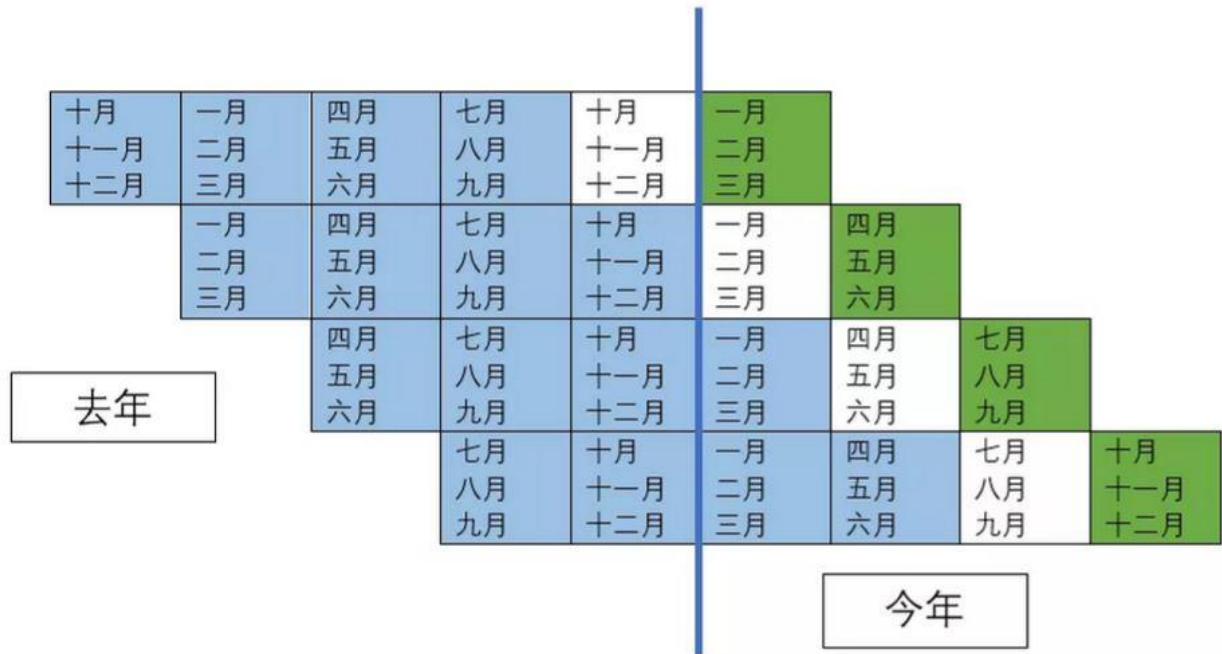 十月 一月 四月 七月 十月 一月
十一月 二月 五月 八月 十一月 二月
十二月 三月 六月 九月 十二月 三月
一月 四月 七月 十月 一月 四月
二月 五月 八月 十一月 二月 五月
三月 六月 九月 十二月 三月 六月
四月 七月 十月 一月 四月 七月
五月 八月 十一月 二月 五月 八月
六月 九月 十二月 三月 六月 九月
去年
七月 十月 一月 四月 七月 十月
八月 十一月 二月 五月 八月 十一月
九月 十二月 三月 六月 九月 十二月
今年